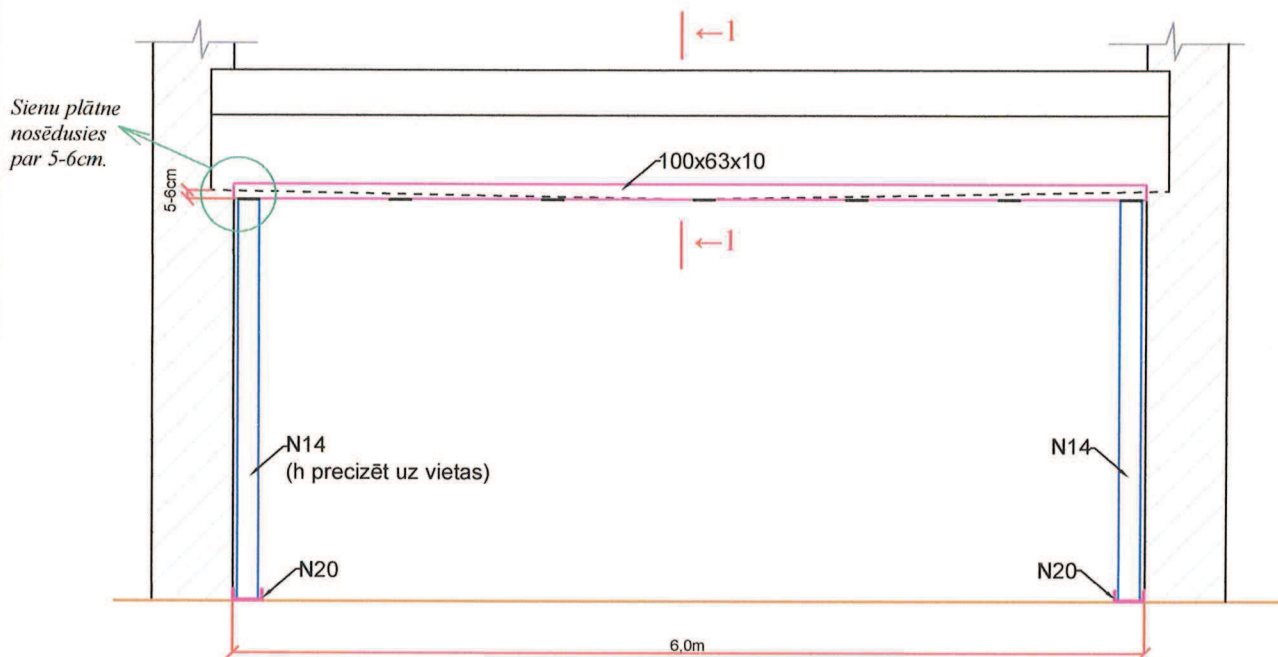 ←1
Sienu plātne
nosēdusies
par 5-6cm.
100x63x10
5-6cm
←1
N14
(h precizēt uz vietas)
N14
N20
N20
6,0m